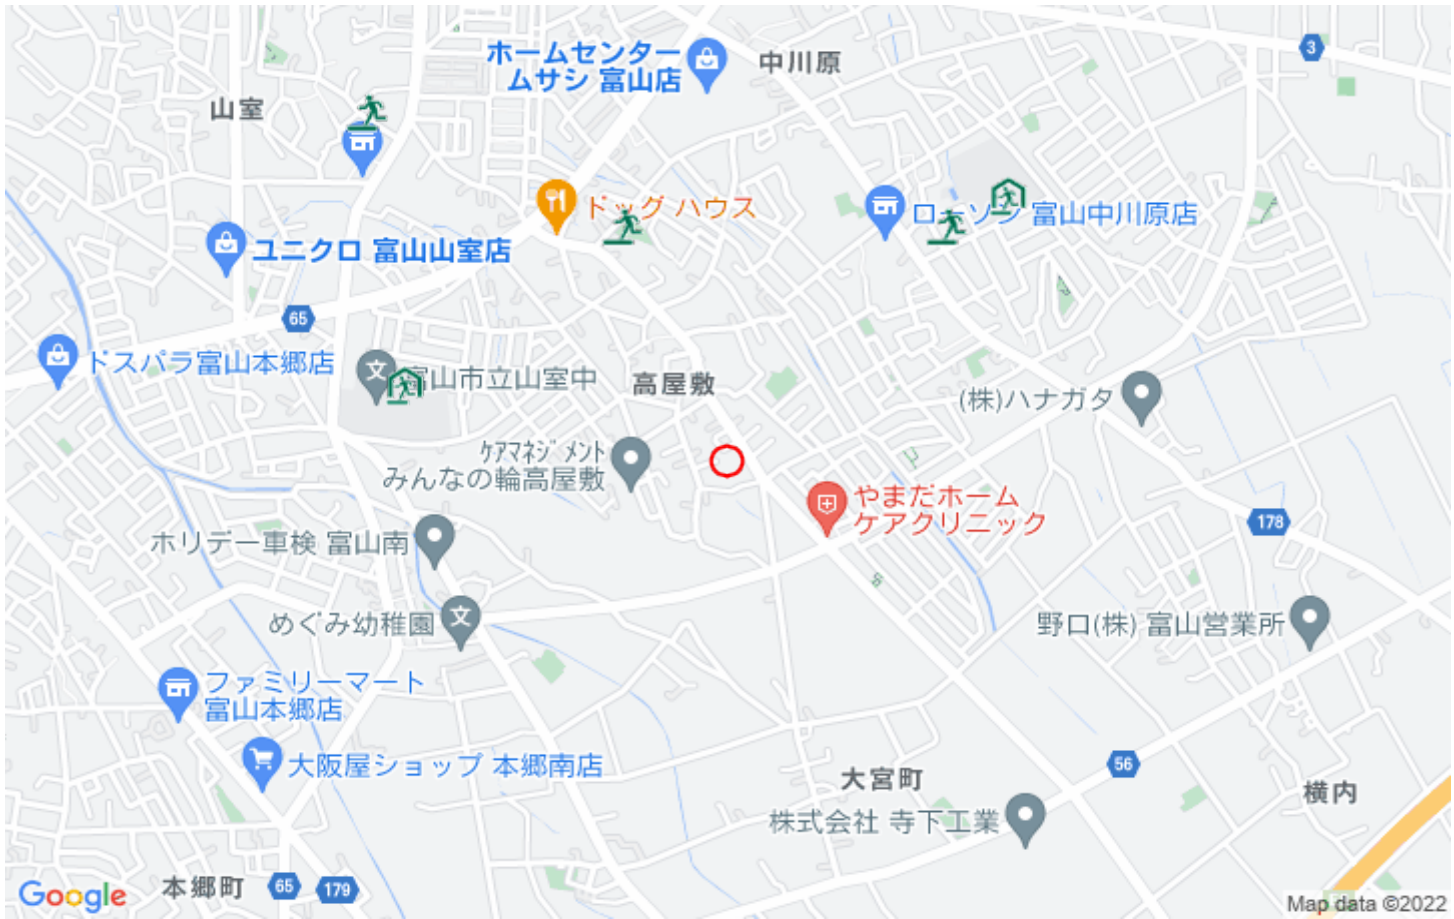 ホームセンター
ムサシ 富山店
中川原
3
山室
ドッグ ハウス
ローソン 富山中川原店
ユニクロ 富山山室店
65
ドスパラ富山本郷店
文
富山市立山室中
高屋敷
(株)ハナガタ
ケアマネジメント
みんなの輪高屋敷
やまだホーム
ケアクリニック
178
ホリデー車検 富山南
めぐみ幼稚園
文
野口(株) 富山営業所
ファミリーマート
富山本郷店
大阪屋ショップ 本郷南店
大宮町
56
横内
株式会社 寺下工業
本郷町
65
179
Google
Map data ©2022